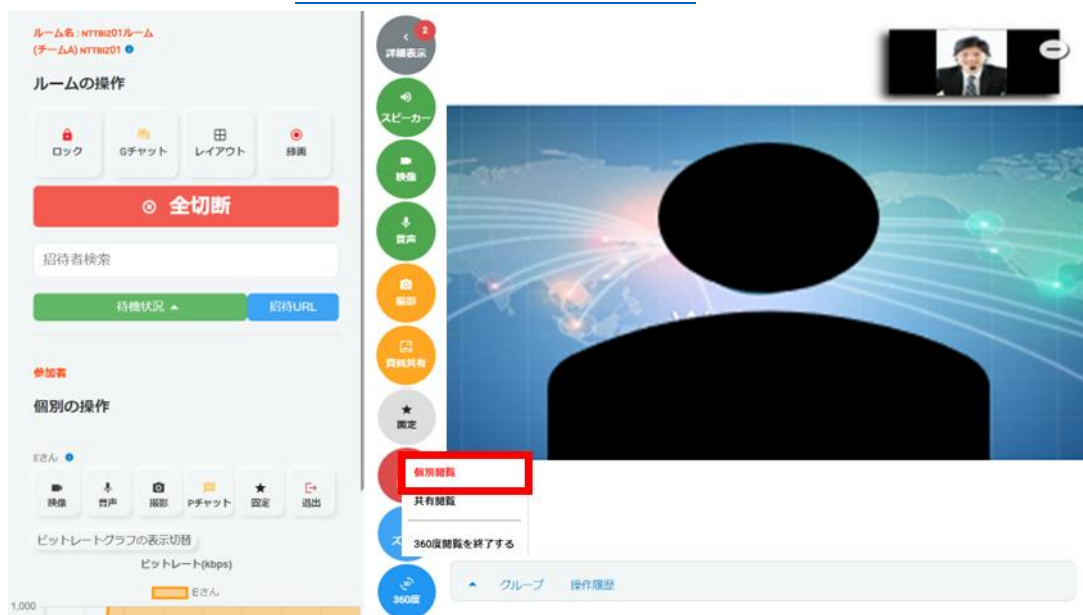 ルーム名 : NTTBIZ01ルーム
(チームA) NTTBIZ01
ルームの操作
ロック
Gチャット
レイアウト
録画
全切断
招待者検索
待機状況
招待URL
参加者
個別の操作
Eさん
映像
音声
撮影
Pチャット
固定
退出
ビットレートグラフの表示切替
ビットレート(kbps)
Eさん
1,000
2
詳細表示
スピーカー
映像
音声
撮影
資料共有
固定
個別閲覧
共有閲覧
360度閲覧を終了する
360度
グループ
操作履歴